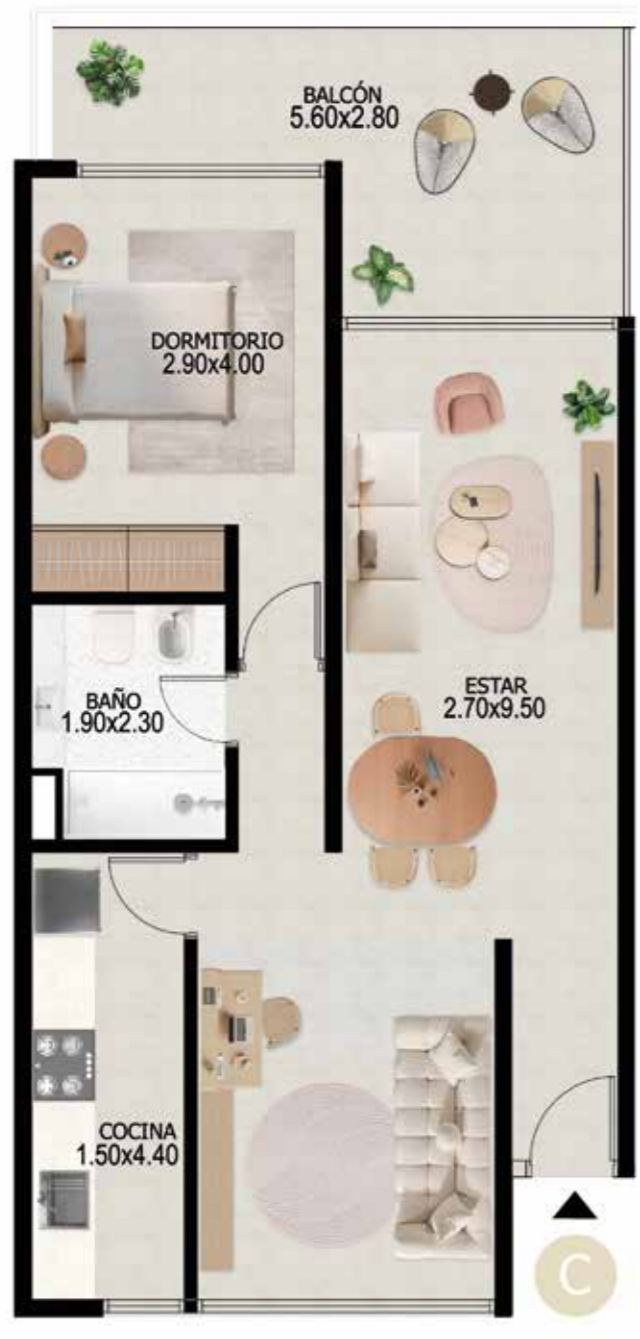 BALCÓN
5.60x2.80
DORMITORIO
2.90x4.00
ESTAR
2.70x9.50
BAÑO
1.90x2.30
COCINA
1.50x4.40
C